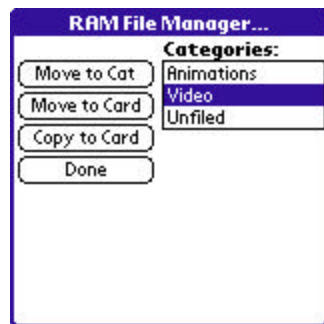 RAM File Manager...
Categories:
Move to Cat
Animations
Video
Move to Card
Unfiled
Copy to Card
Done